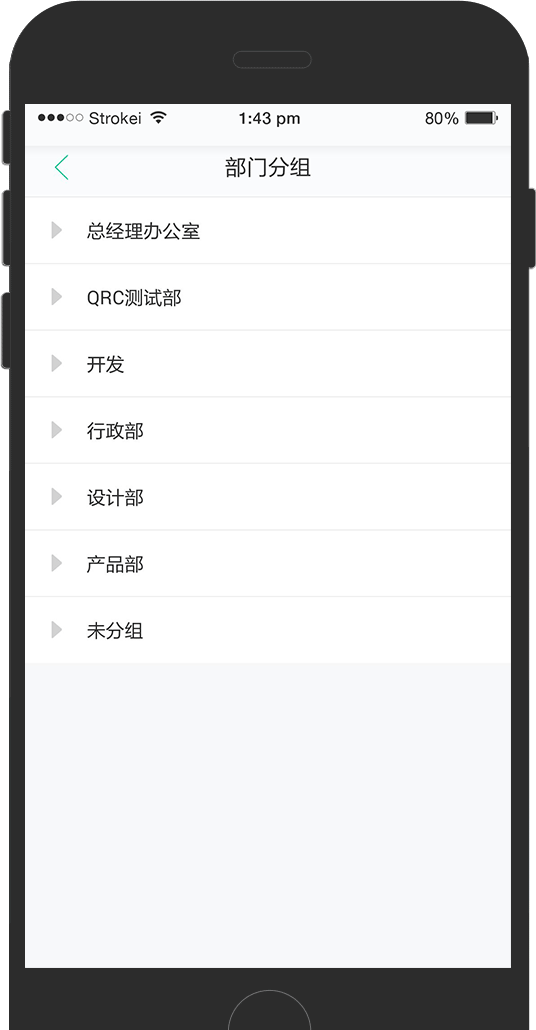 Strokei 1:43 pm 80%
部门分组
总经理办公室
QRC测试部
开发
行政部
设计部
产品部
未分组